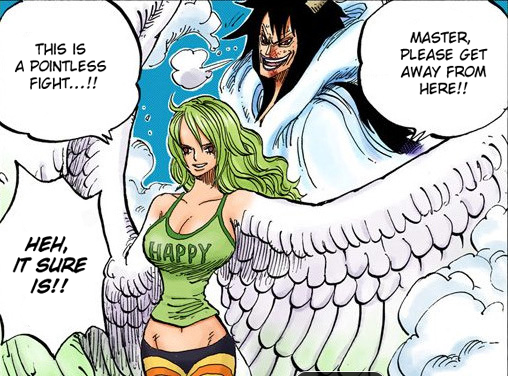 THIS IS
A POINTLESS
FIGHT...!!
MASTER,
PLEASE GET
AWAY FROM
HERE!!
HEH,
IT SURE
IS!!
HAPPY